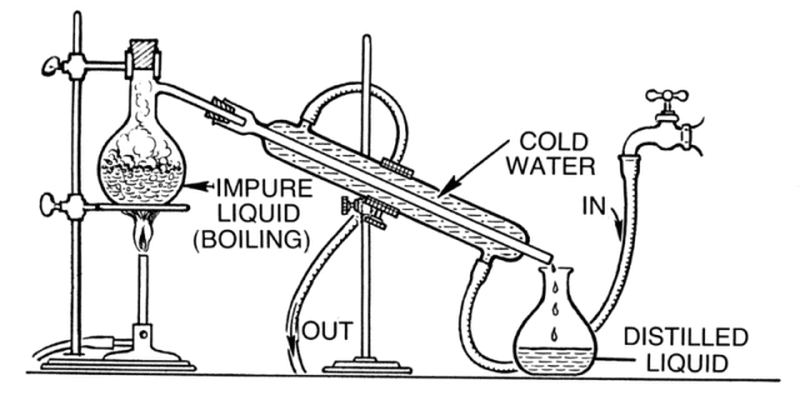 IMPURE
LIQUID
(BOILING)
COLD
WATER
IN
OUT
DISTILLED
LIQUID